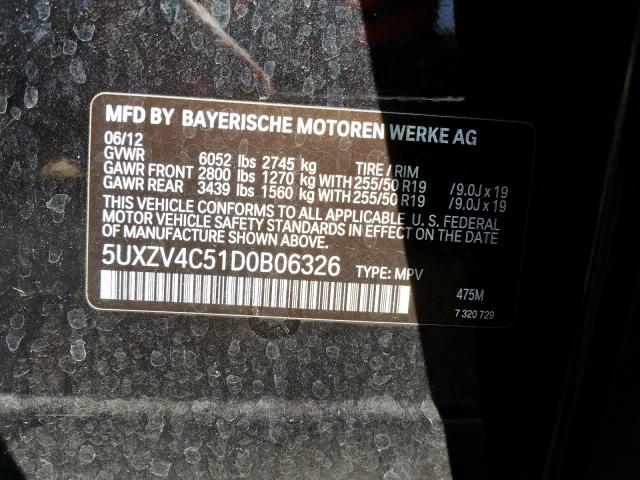 MFD BY BAYERISCHE MOTOREN WERKE AG
06/12
GVWR 6052 lbs 2745 kg TIRE / RIM
GAWR FRONT 2800 lbs 1270 kg WITH 255/50 R19 /9.0J x 19
GAWR REAR 3439 lbs 1560 kg WITH 255/50 R19 /9.0J x 19
THIS VEHICLE CONFORMS TO ALL APPLICABLE U.S. FEDERAL
MOTOR VEHICLE SAFETY STANDARDS IN EFFECT ON THE DATE
OF MANUFACTURE SHOWN ABOVE.
5UXZV4C51D0B06326 TYPE: MPV
475M
7 320 729